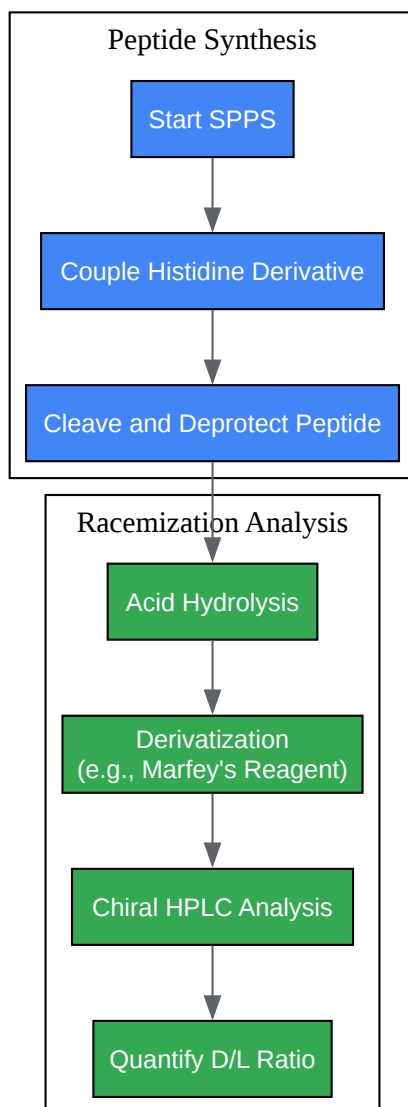 Peptide Synthesis
Start SPPS
Couple Histidine Derivative
Cleave and Deprotect Peptide
Racemization Analysis
Acid Hydrolysis
Derivatization
(e.g., Marfey's Reagent)
Chiral HPLC Analysis
Quantify D/L Ratio